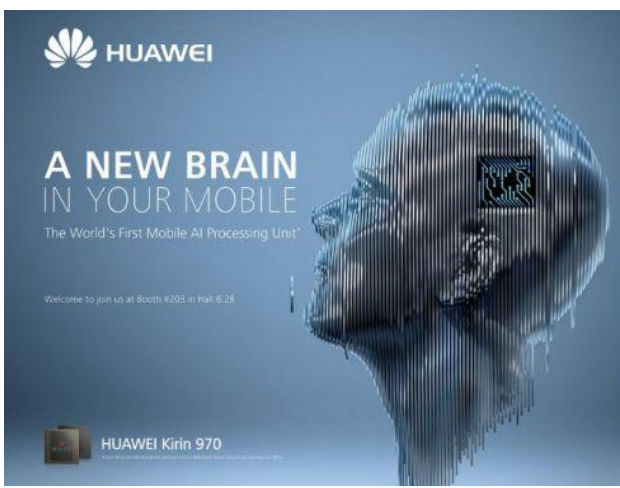 HUAWEI
A NEW BRAIN
IN YOUR MOBILE
The World's First Mobile AI Processing Unit*
Welcome to join us at Booth #203 in Hall 6.2B
HUAWEI Kirin 970